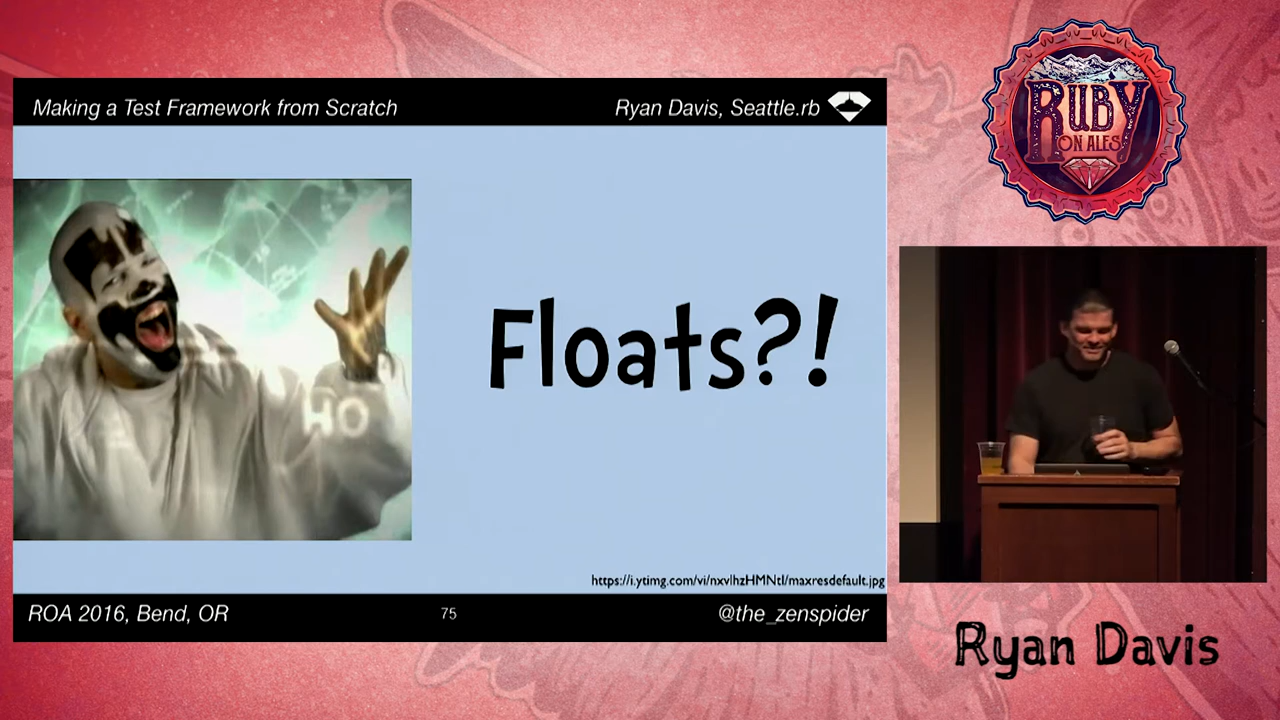 Making a Test Framework from Scratch
Ryan Davis, Seattle.rb
RUBY
ON ALES
HO
Floats?!
https://i.ytimg.com/vi/nxvlhzHMNtI/maxresdefault.jpg
ROA 2016, Bend, OR
75
@the_zenspider
Ryan Davis